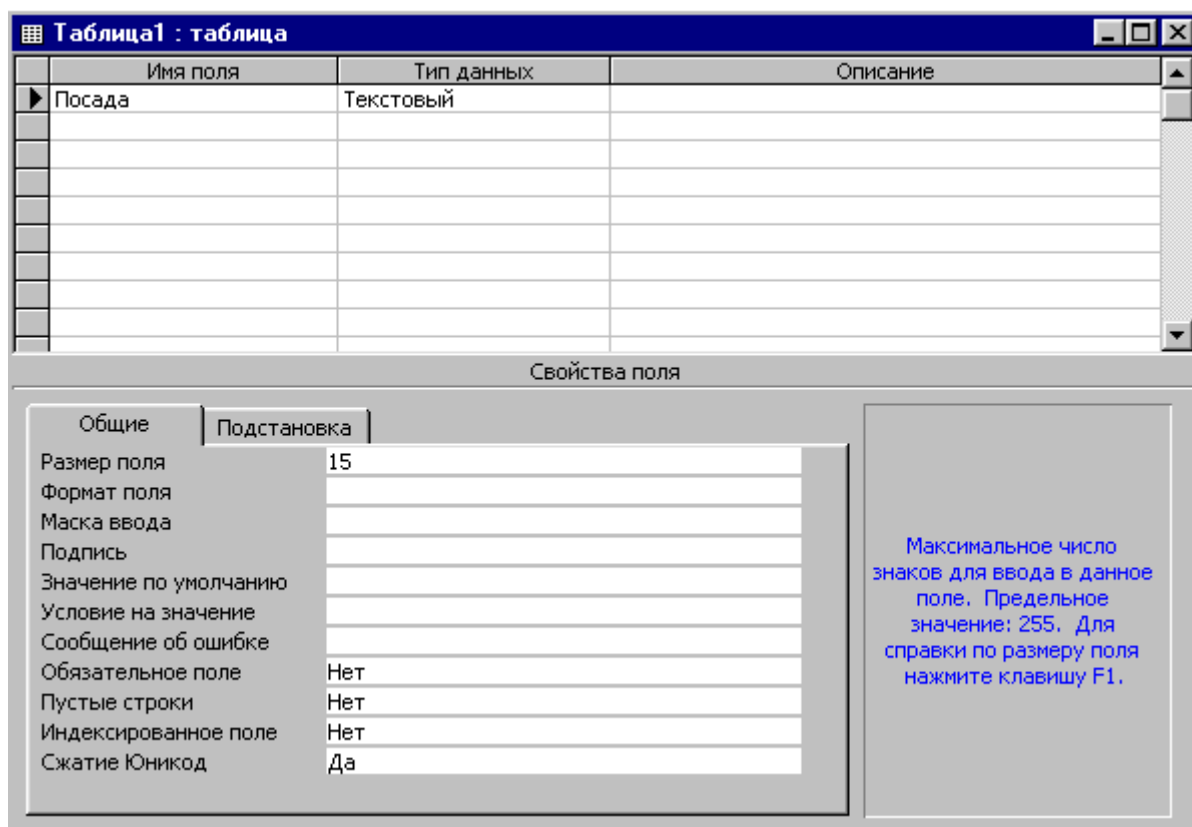 Таблица1 : таблица
Имя поля Тип данных Описание
Посада Текстовый
Свойства поля
Общие Подстановка
Размер поля 15
Формат поля
Маска ввода
Подпись
Значение по умолчанию
Условие на значение
Сообщение об ошибке
Обязательное поле Нет
Пустые строки Нет
Индексированное поле Нет
Сжатие Юникод Да
Максимальное число
знаков для ввода в данное
поле. Предельное
значение: 255. Для
справки по размеру поля
нажмите клавишу F1.